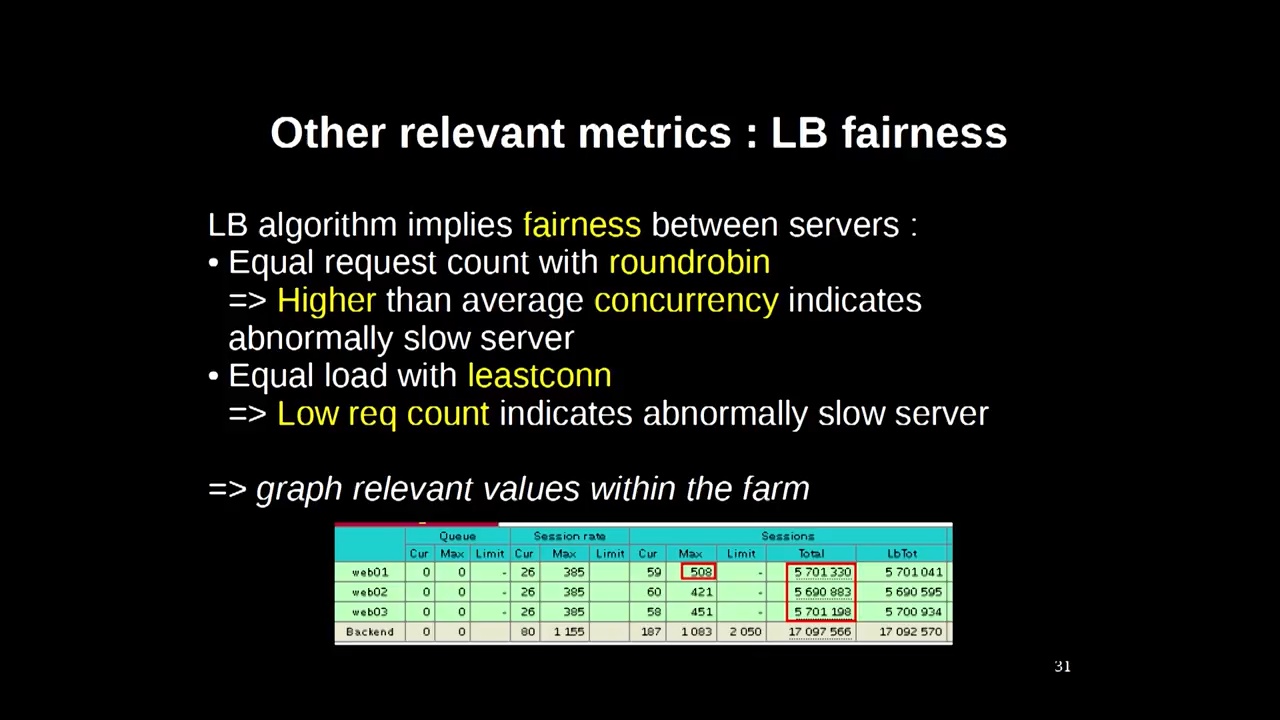 Other relevant metrics : LB fairness
LB algorithm implies fairness between servers :
• Equal request count with roundrobin
=> Higher than average concurrency indicates
abnormally slow server
• Equal load with leastconn
=> Low req count indicates abnormally slow server
=> graph relevant values within the farm
Queue Session rate Sessions
Cur Max Limit Cur Max Limit Cur Max Limit Total LbTot
web01 0 0 - 26 385 59 508 - 5 701 330 5 701 041
web02 0 0 - 26 385 60 421 - 5 690 883 5 690 595
web03 0 0 - 26 385 58 451 - 5 701 198 5 700 934
Backend 0 0 80 1 155 187 1 083 2 050 17 097 566 17 092 570
31